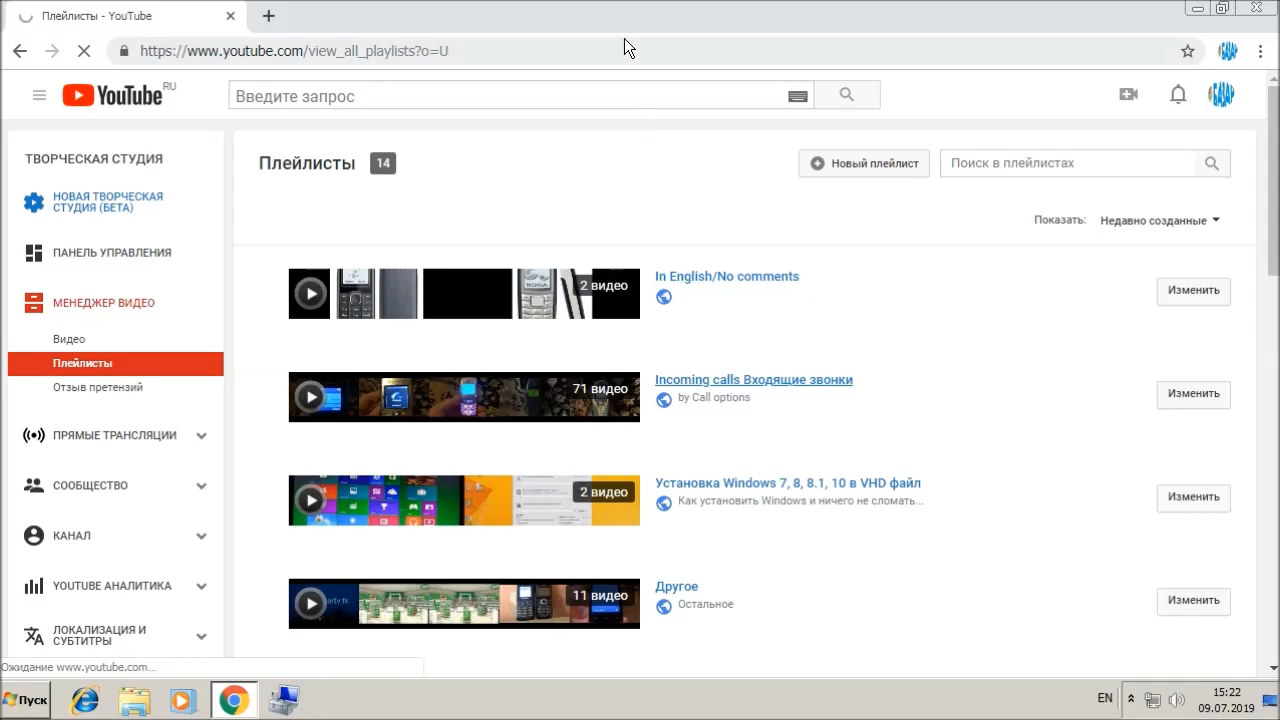 Плейлисты - YouTube
https://www.youtube.com/view_all_playlists?o=U
YouTube RU
Введите запрос
БАЗАР
ТВОРЧЕСКАЯ СТУДИЯ
НОВАЯ ТВОРЧЕСКАЯ
СТУДИЯ (БЕТА)
ПАНЕЛЬ УПРАВЛЕНИЯ
МЕНЕДЖЕР ВИДЕО
Видео
Плейлисты
Отзыв претензий
ПРЯМЫЕ ТРАНСЛЯЦИИ
СООБЩЕСТВО
КАНАЛ
YOUTUBE АНАЛИТИКА
ЛОКАЛИЗАЦИЯ И
СУБТИТРЫ
Плейлисты 14
Новый плейлист
Поиск в плейлистах
Показать: Недавно созданные
NOKIA
2 видео
In English/No comments
Изменить
71 видео
Incoming calls Входящие звонки
by Call options
Изменить
2 видео
Установка Windows 7, 8, 8.1, 10 в VHD файл
Как установить Windows и ничего не сломать...
Изменить
11 видео
Другое
Остальное
Изменить
Ожидание www.youtube.com...
Пуск
EN
15:22
09.07.2019